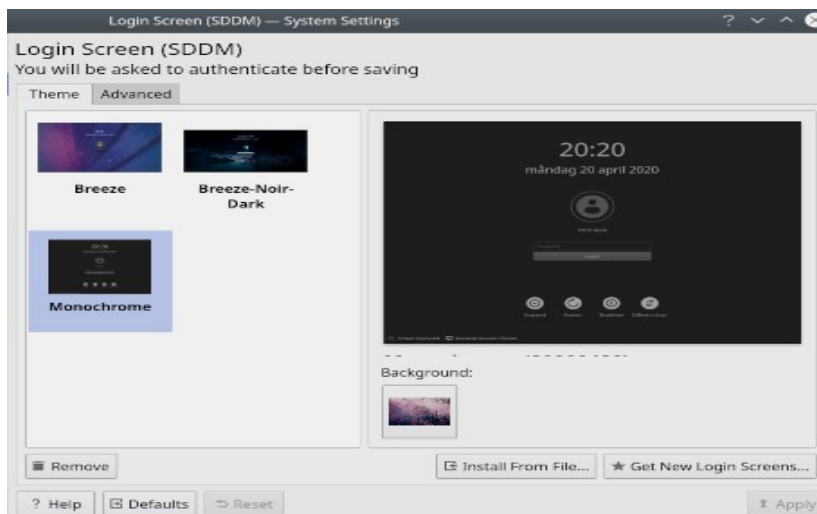 Login Screen (SDDM) — System Settings
Login Screen (SDDM)
You will be asked to authenticate before saving
Theme
Advanced
Breeze
Breeze-Noir-
Dark
Monochrome
20:20
måndag 20 april 2020
Background:
Remove
Install From File...
Get New Login Screens...
? Help
Defaults
Reset
Apply